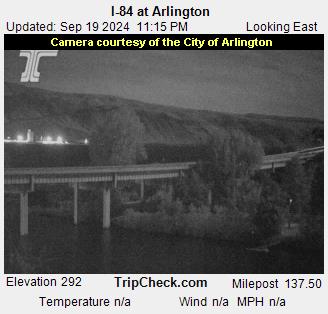 I-84 at Arlington
Updated: Sep 19 2024 11:15 PM Looking East
Camera courtesy of the City of Arlington
Elevation 292 TripCheck.com Milepost 137.50
Temperature n/a Wind n/a MPH n/a